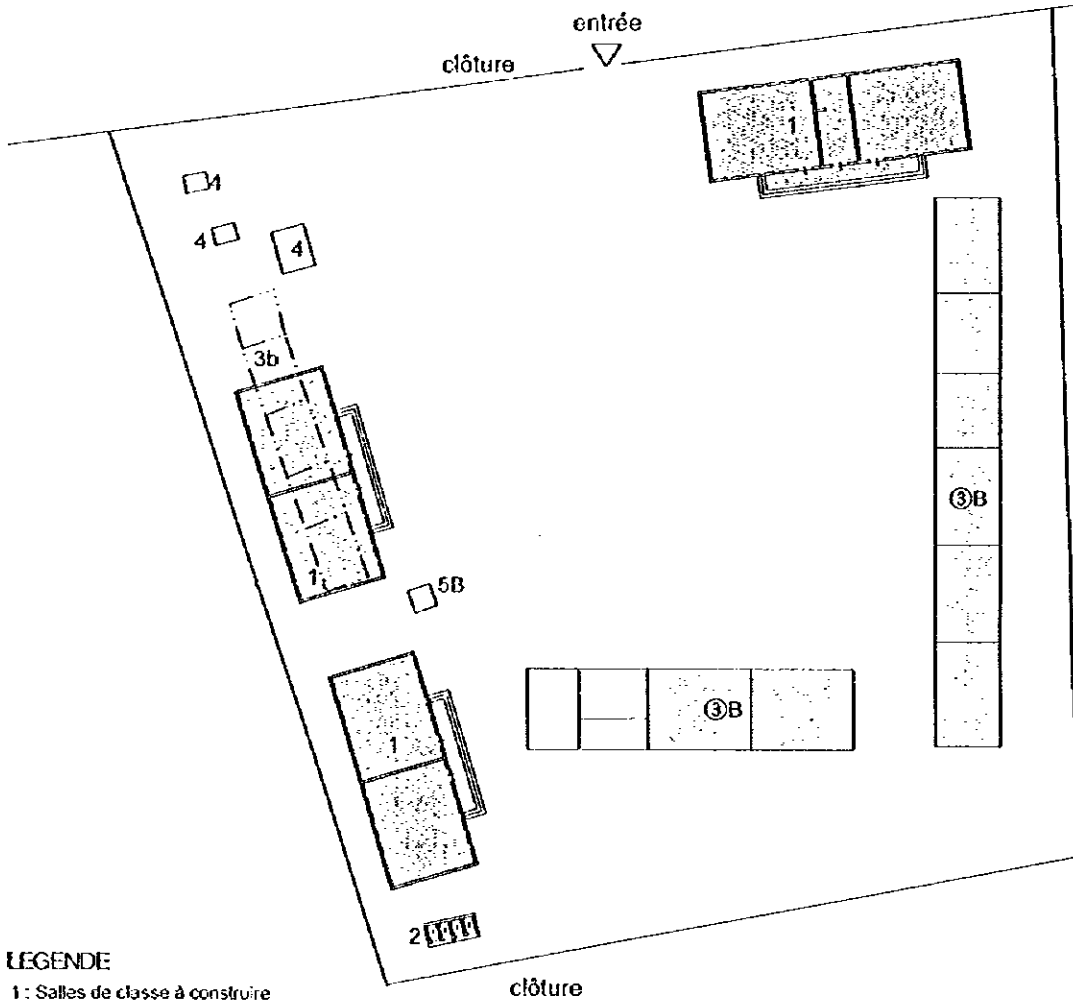 entrée
clôture
1
4
4
4
3b
③B
1
5B
③B
1
2
LEGENDE
1 : Salles de classe à construire
clôture